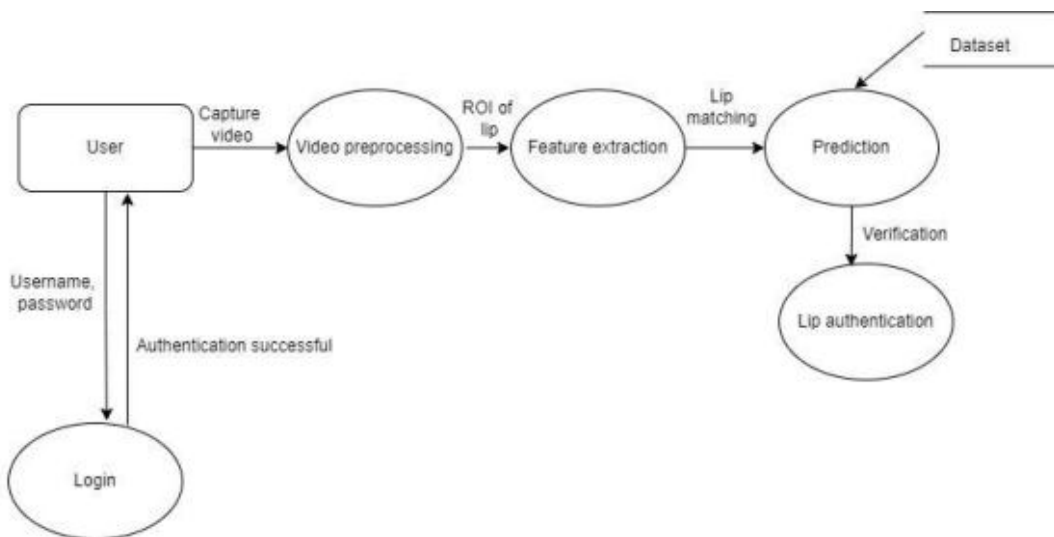 Dataset
User
Capture
video
Video preprocessing
ROI of
lip
Feature extraction
Lip
matching
Prediction
Verification
Lip authentication
Username,
password
Authentication successful
Login